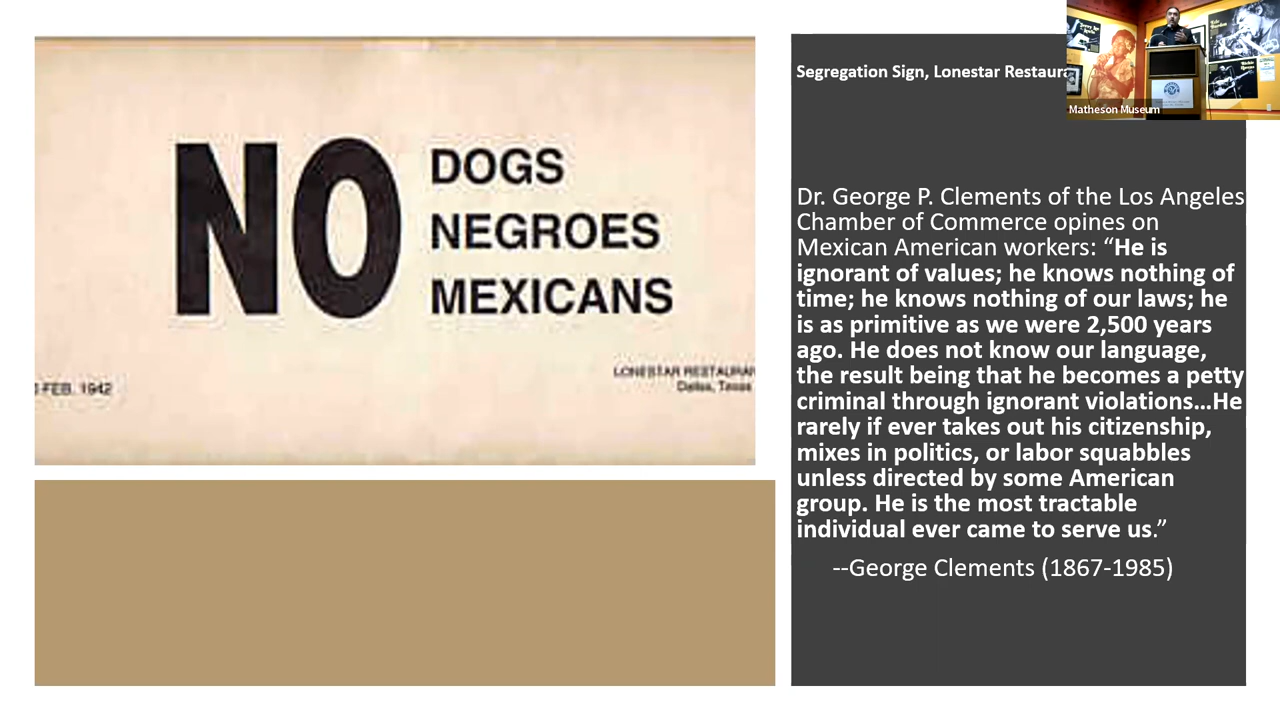 NO
DOGS
NEGROES
MEXICANS
FEB. 1942
LONESTAR RESTAURAN
Dallas, Texas
Segregation Sign, Lonestar Restaura
Matheson Museum
Dr. George P. Clements of the Los Angeles
Chamber of Commerce opines on
Mexican American workers: “He is
ignorant of values; he knows nothing of
time; he knows nothing of our laws; he
is as primitive as we were 2,500 years
ago. He does not know our language,
the result being that he becomes a petty
criminal through ignorant violations…He
rarely if ever takes out his citizenship,
mixes in politics, or labor squabbles
unless directed by some American
group. He is the most tractable
individual ever came to serve us.”
--George Clements (1867-1985)